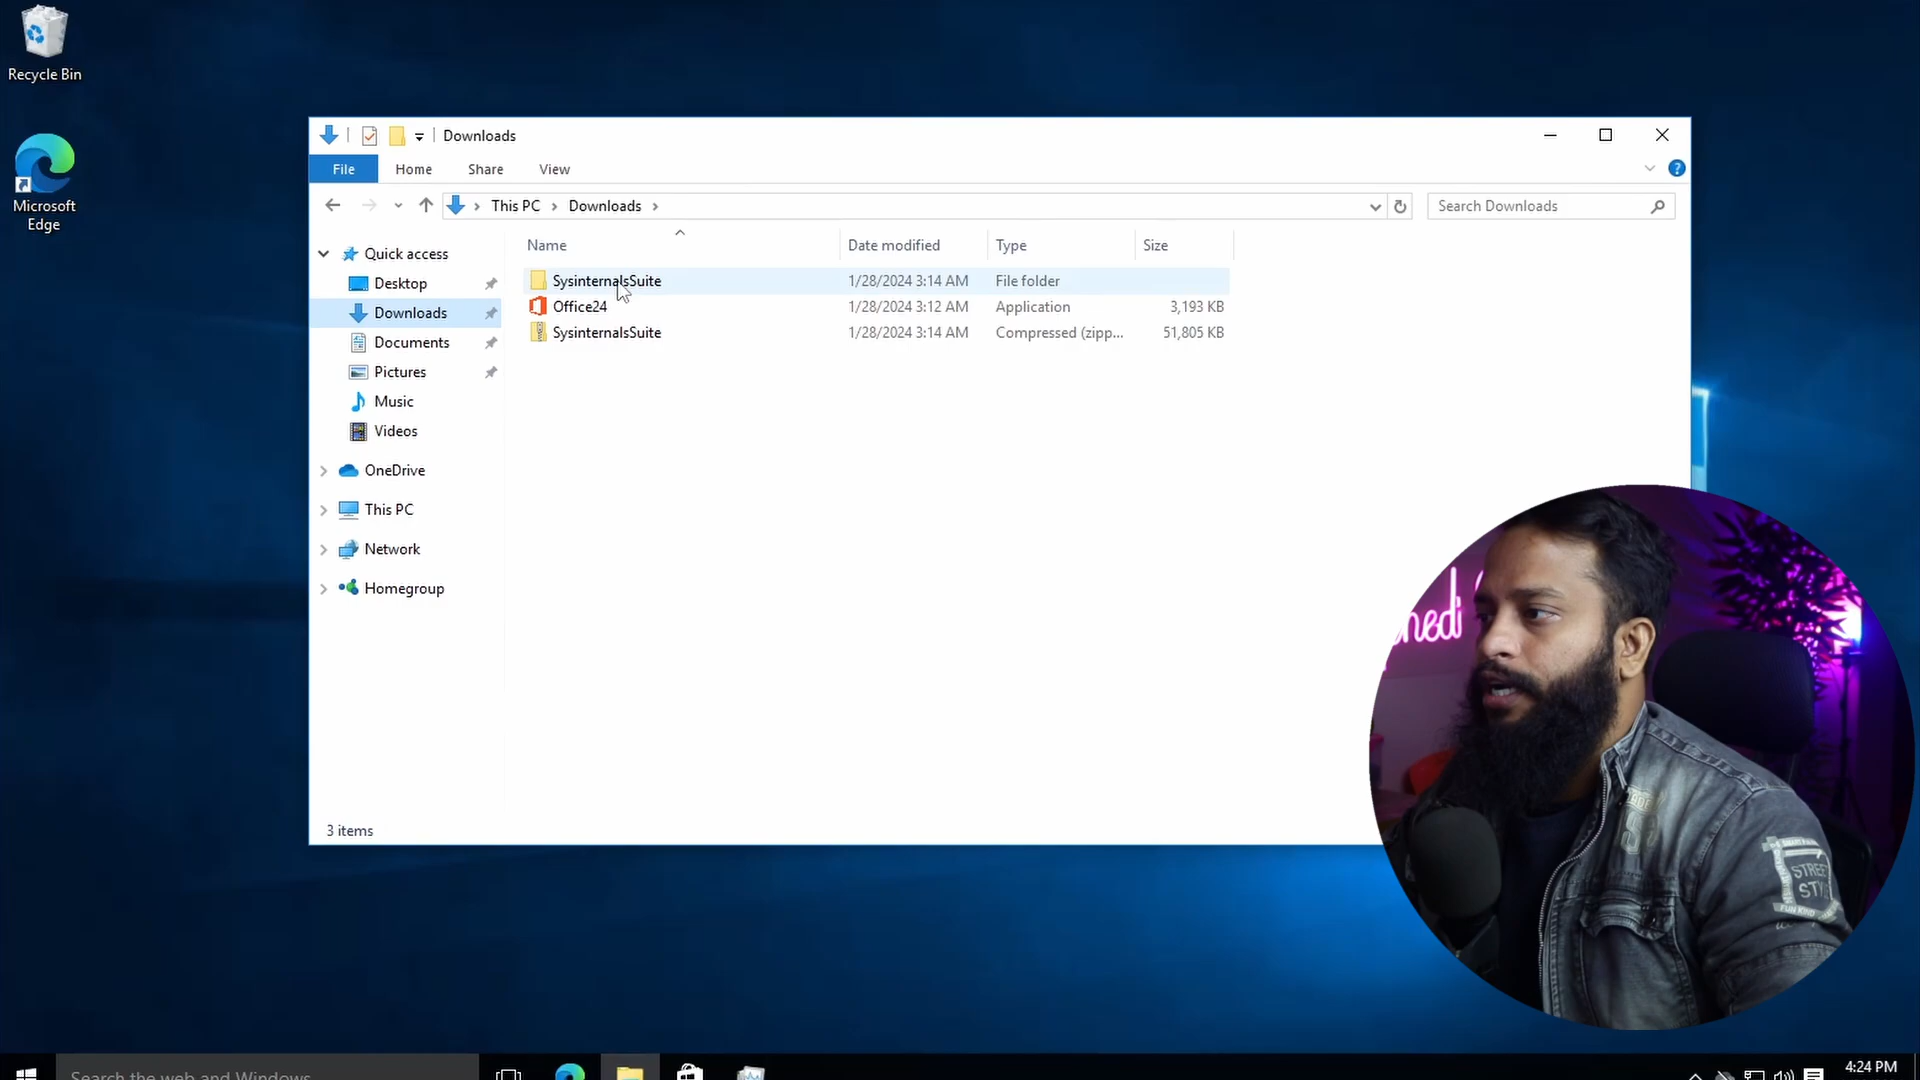 Recycle Bin
Microsoft
Edge
Downloads
File
Home
Share
View
This PC
Downloads
Search Downloads
Name
Date modified
Type
Size
SysinternalsSuite
1/28/2024 3:14 AM
File folder
Office24
1/28/2024 3:12 AM
Application
3,193 KB
SysinternalsSuite
1/28/2024 3:14 AM
Compressed (zipp...
51,805 KB
Quick access
Desktop
Downloads
Documents
Pictures
Music
Videos
OneDrive
This PC
Network
Homegroup
3 items
STREET
Search the web and Windows
4:24 PM